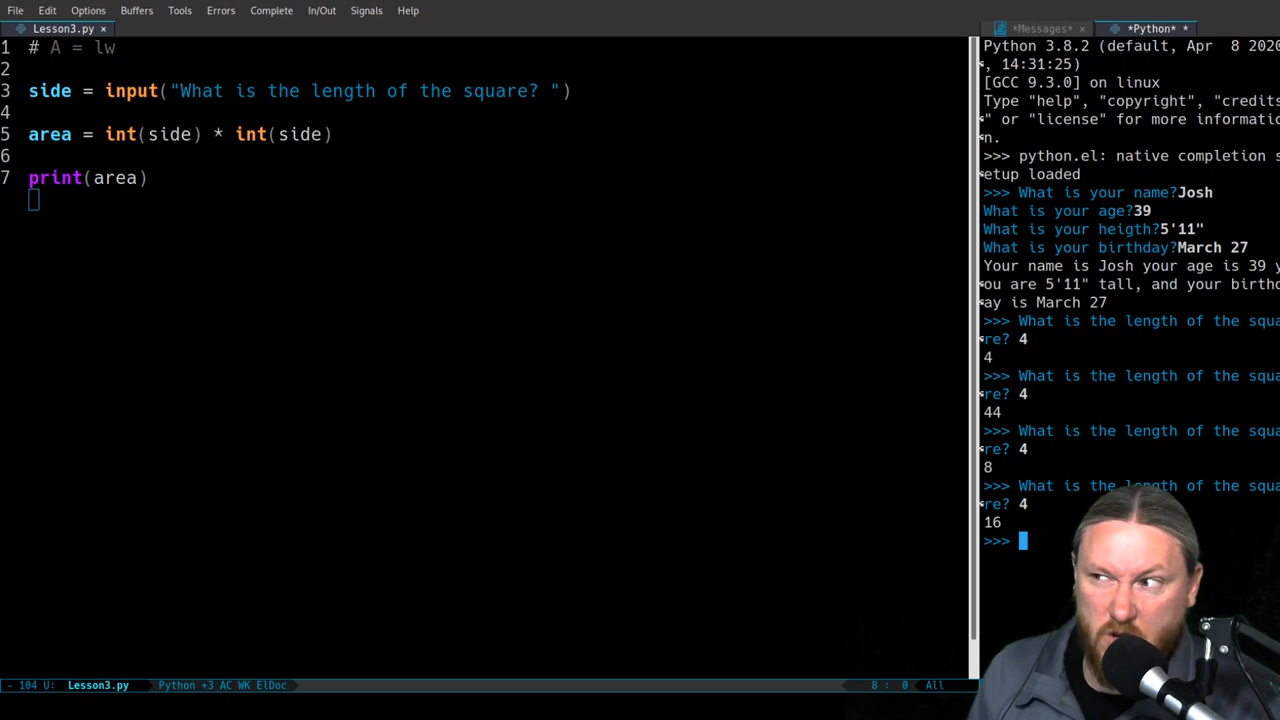 File Edit Options Buffers Tools Errors Complete In/Out Signals Help
Lesson3.py ×
1 # A = lw
2
3 side = input("What is the length of the square? ")
4
5 area = int(side) * int(side)
6
7 print(area)
- 104 U: Lesson3.py Python +3 AC WK ElDoc 8 : 0 All
*Messages* × *Python* *
Python 3.8.2 (default, Apr 8 2020
, 14:31:25)
[GCC 9.3.0] on linux
Type "help", "copyright", "credits
" or "license" for more informatio
n.
>>> python.el: native completion s
etup loaded
>>> What is your name?Josh
What is your age?39
What is your heigth?5'11"
What is your birthday?March 27
Your name is Josh your age is 39 y
ou are 5'11" tall, and your birthd
ay is March 27
>>> What is the length of the squa
re? 4
4
>>> What is the length of the squa
re? 4
44
>>> What is the length of the squa
re? 4
8
>>> What is the length of the squa
re? 4
16
>>>